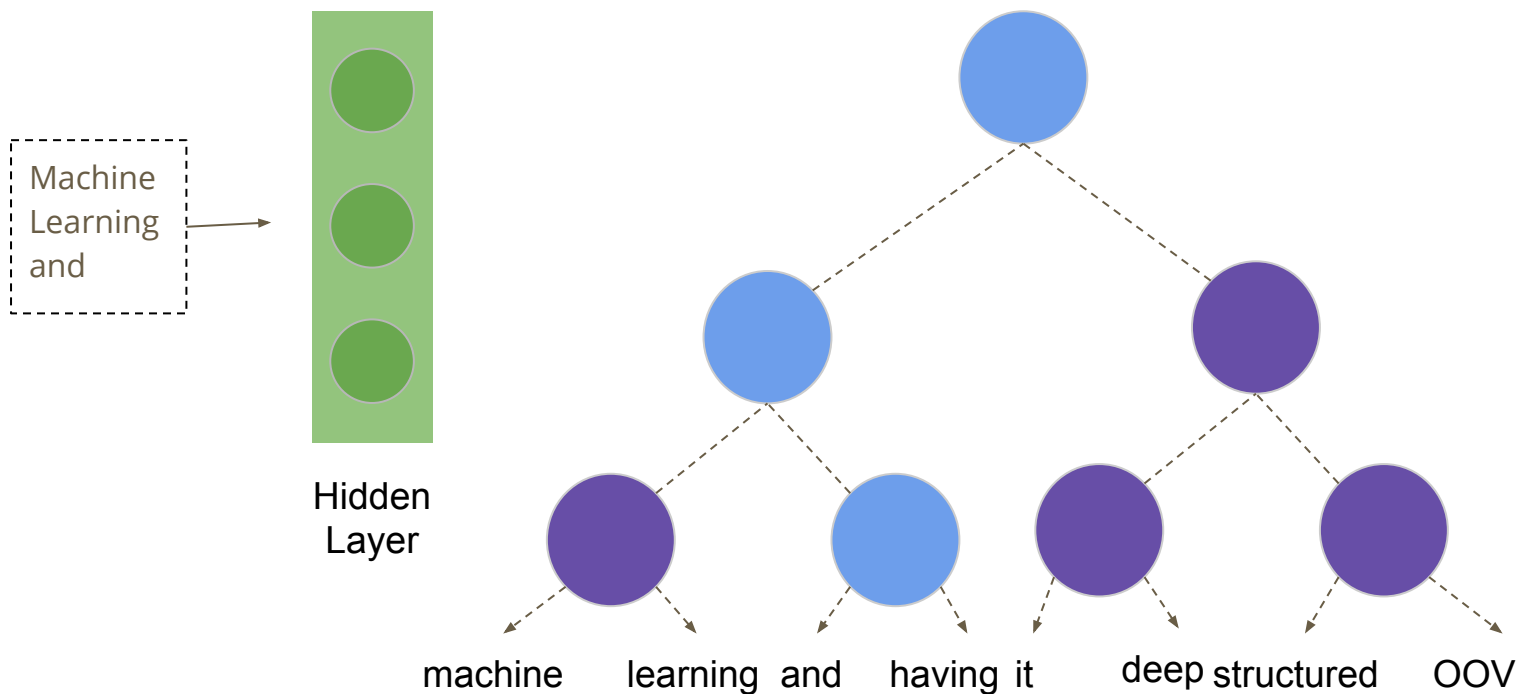 Machine
Learning
and
Hidden
Layer
machine learning and having it deep structured OOV